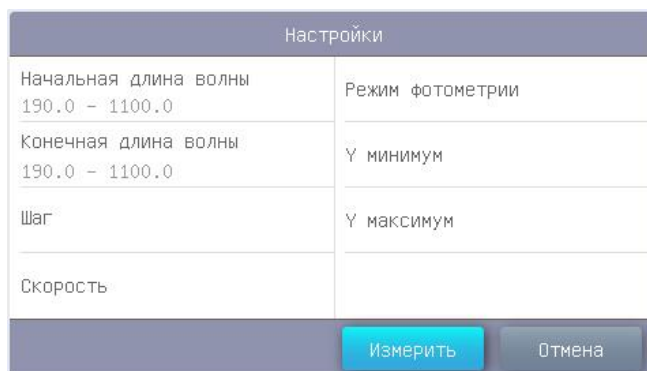 Настройки
Начальная длина волны
190.0 - 1100.0
Конечная длина волны
190.0 - 1100.0
Шаг
Скорость
Режим фотометрии
Y минимум
Y максимум
Измерить
Отмена